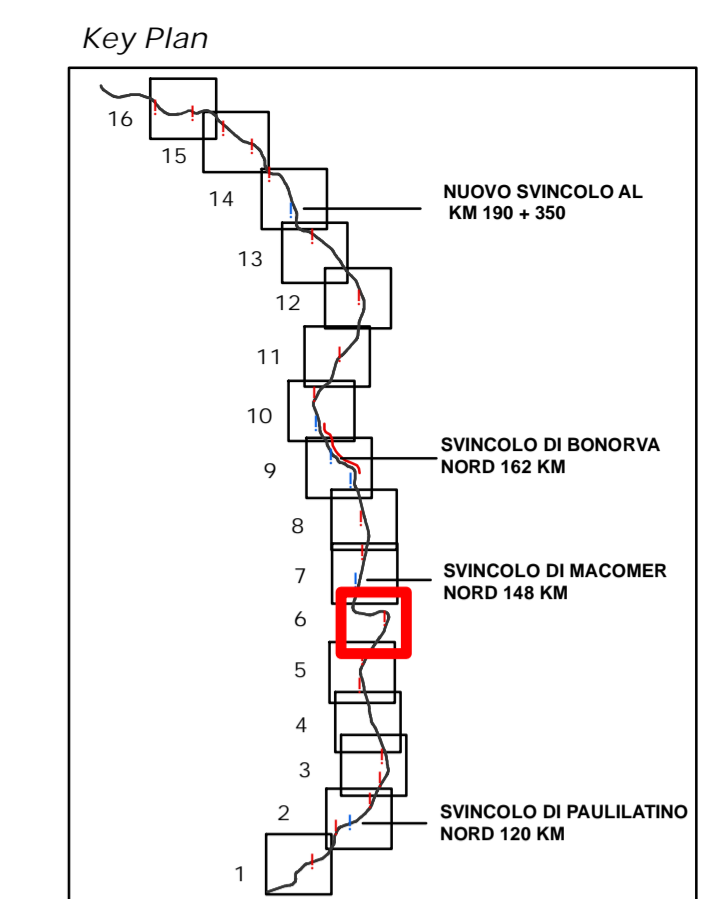 Key Plan
16
15
14
NUOVO SVINCOLO AL
KM 190 + 350
13
12
11
10
SVINCOLO DI BONORVA
NORD 162 KM
9
8
7
SVINCOLO DI MACOMER
NORD 148 KM
6
5
4
3
2
SVINCOLO DI PAULILATINO
NORD 120 KM
1